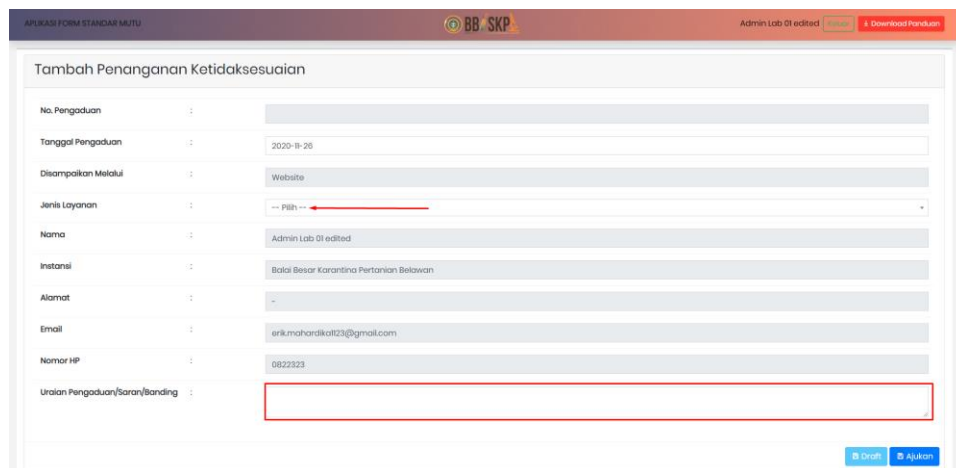 APLIKASI FORM STANDAR MUTU
BB SKP
Admin Lab 01 edited
Download Panduan
Tambah Penanganan Ketidaksesuaian
No. Pengaduan :
Tanggal Pengaduan : 2020-11-26
Disampaikan Melalui : Website
Jenis Layanan : -- Pilih --
Nama : Admin Lab 01 edited
Instansi : Balai Besar Karantina Pertanian Belawan
Alamat : -
Email : erik.mahardika1123@gmail.com
Nomor HP : 0822323
Uraian Pengaduan/Saran/Banding :
Draft
Ajukan